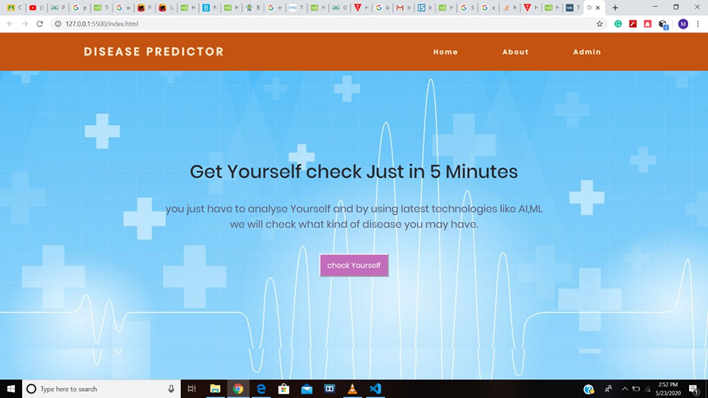 127.0.0.1:5500/index.html
DISEASE PREDICTOR
Home About Admin
Get Yourself check Just in 5 Minutes
you just have to analyse Yourself and by using latest technologies like AI,ML
we will check what kind of disease you may have.
check Yourself
Type here to search
2:52 PM
5/23/2020